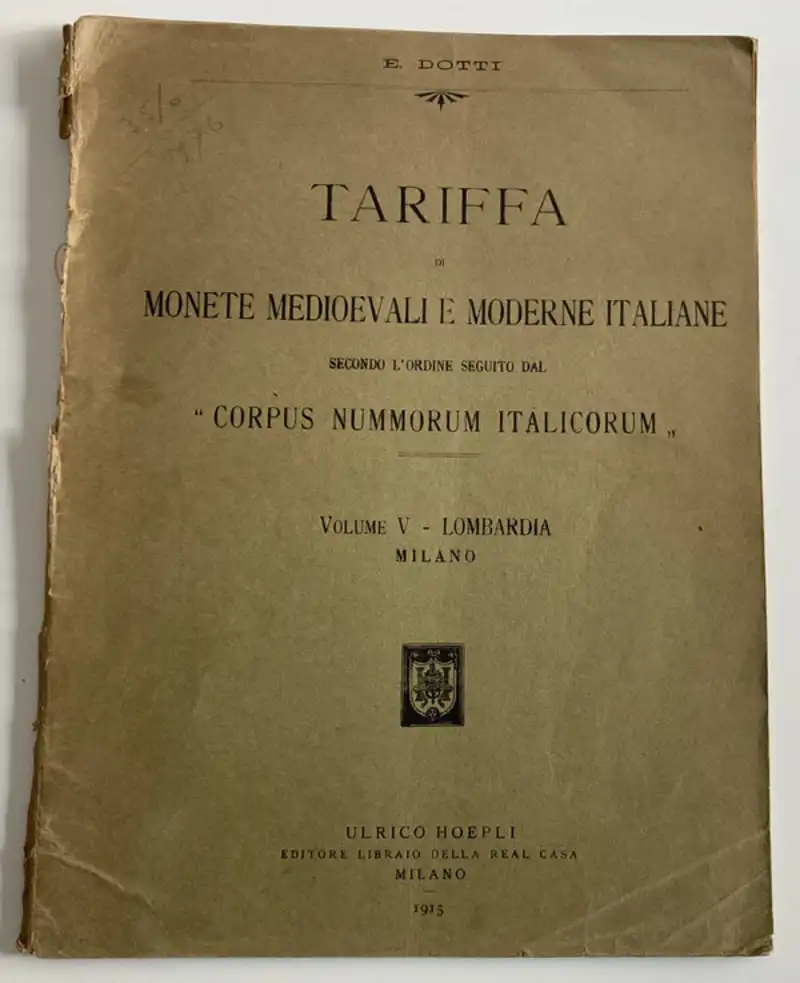 E. DOTTI
TARIFFA
DI
MONETE MEDIOEVALI E MODERNE ITALIANE
SECONDO L'ORDINE SEGUITO DAL
“ CORPUS NUMMORUM ITALICORUM „
VOLUME V - LOMBARDIA
MILANO
ULRICO HOEPLI
EDITORE LIBRAIO DELLA REAL CASA
MILANO
1915